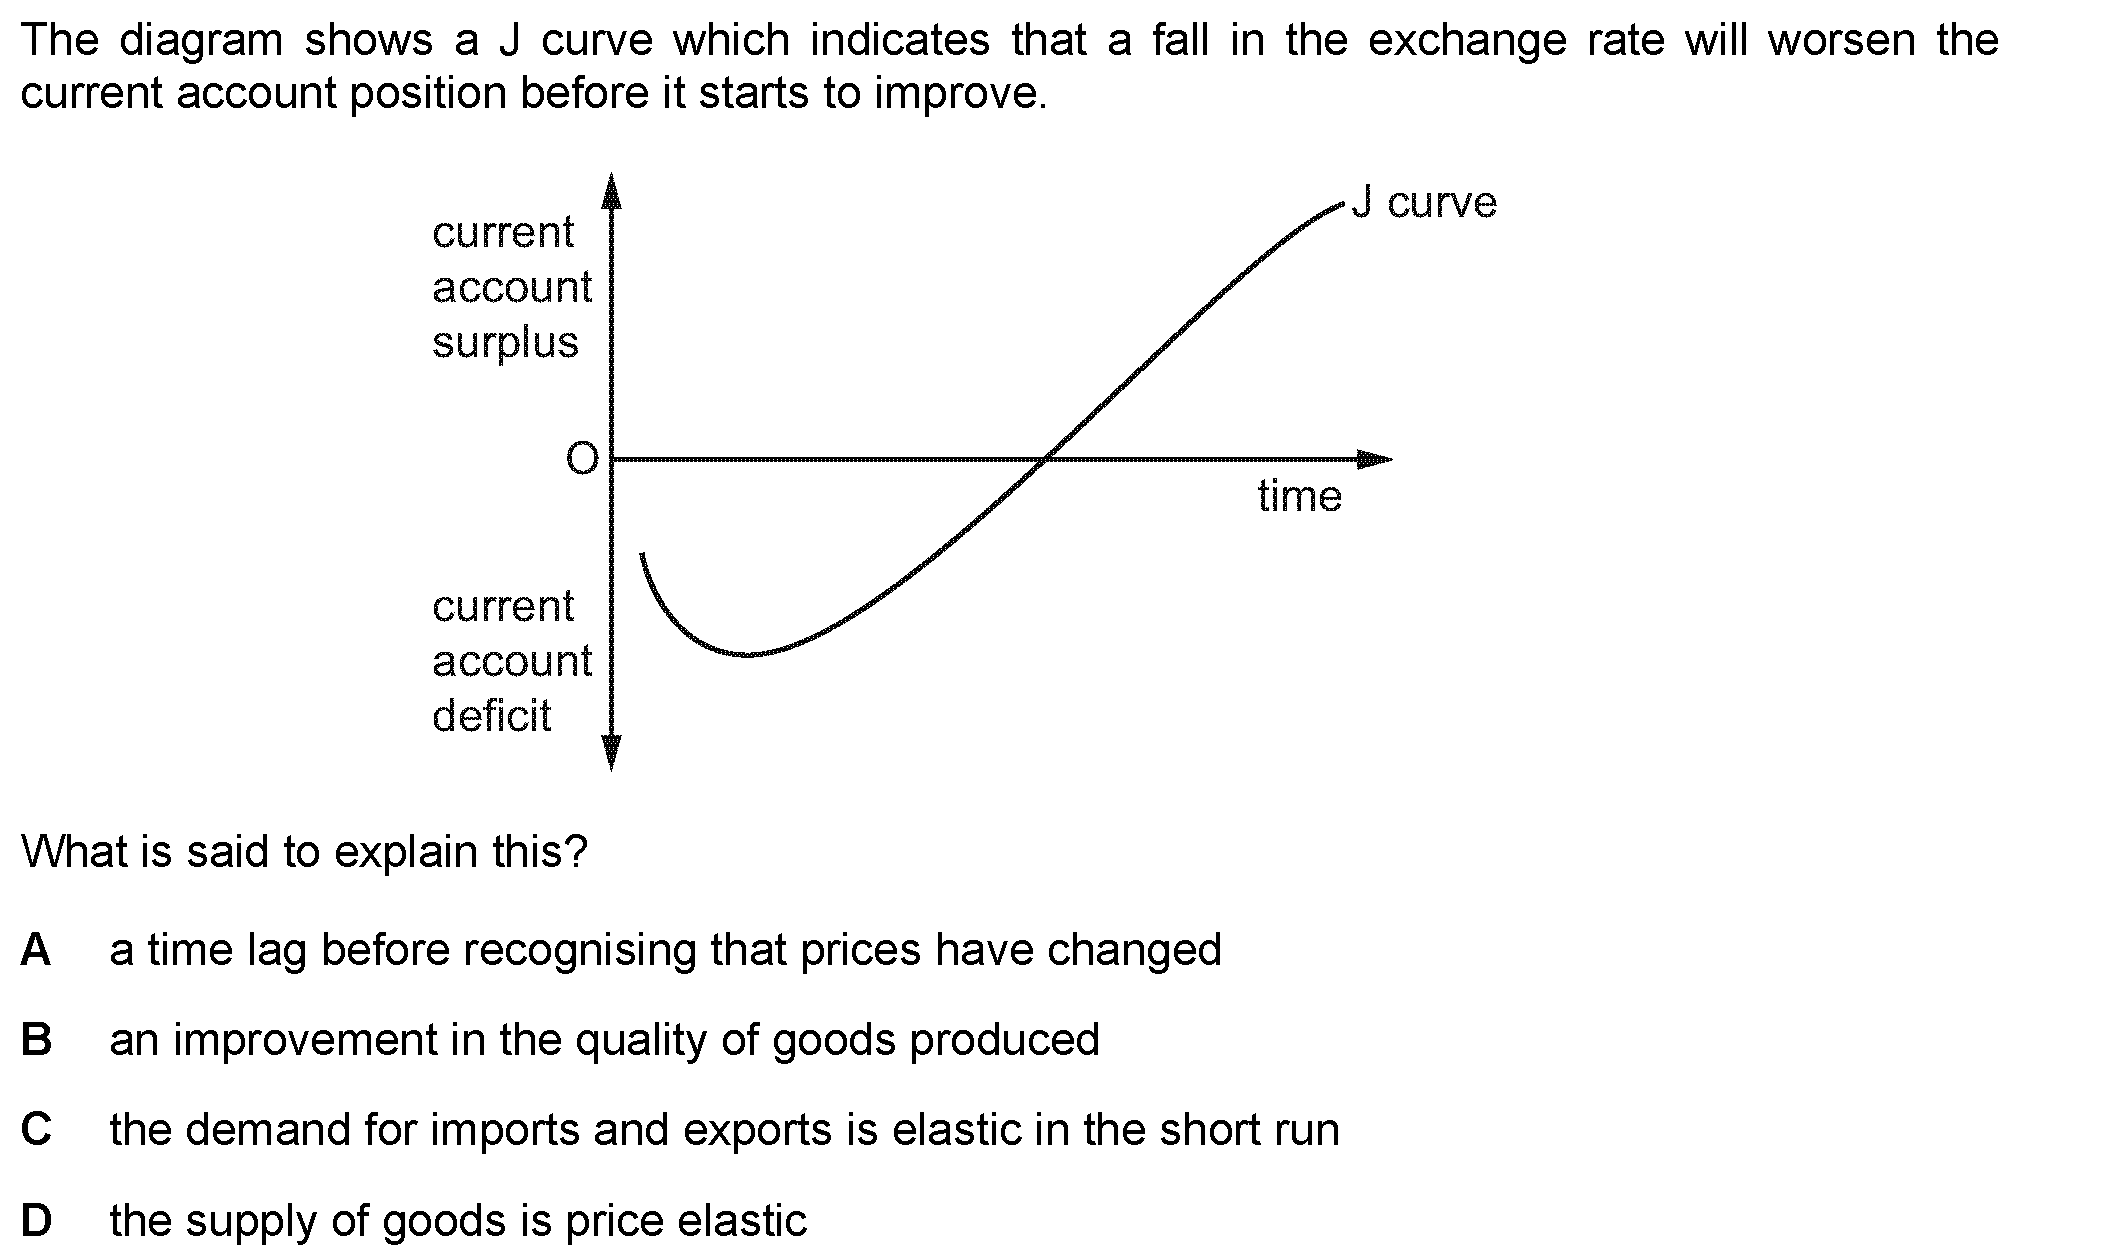 The diagram shows a J curve which indicates that a fall in the exchange rate will worsen the
current account position before it starts to improve.
J curve
current
account
surplus
O
time
current
account
deficit
What is said to explain this?
A a time lag before recognising that prices have changed
B an improvement in the quality of goods produced
C the demand for imports and exports is elastic in the short run
D the supply of goods is price elastic